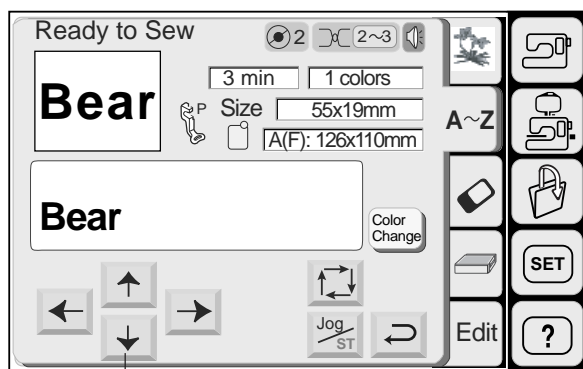 Ready to Sew
2
2~3
3 min
1 colors
Bear
P
Size
55x19mm
A(F): 126x110mm
A~Z
Bear
Color
Change
SET
Jog
ST
Edit
?